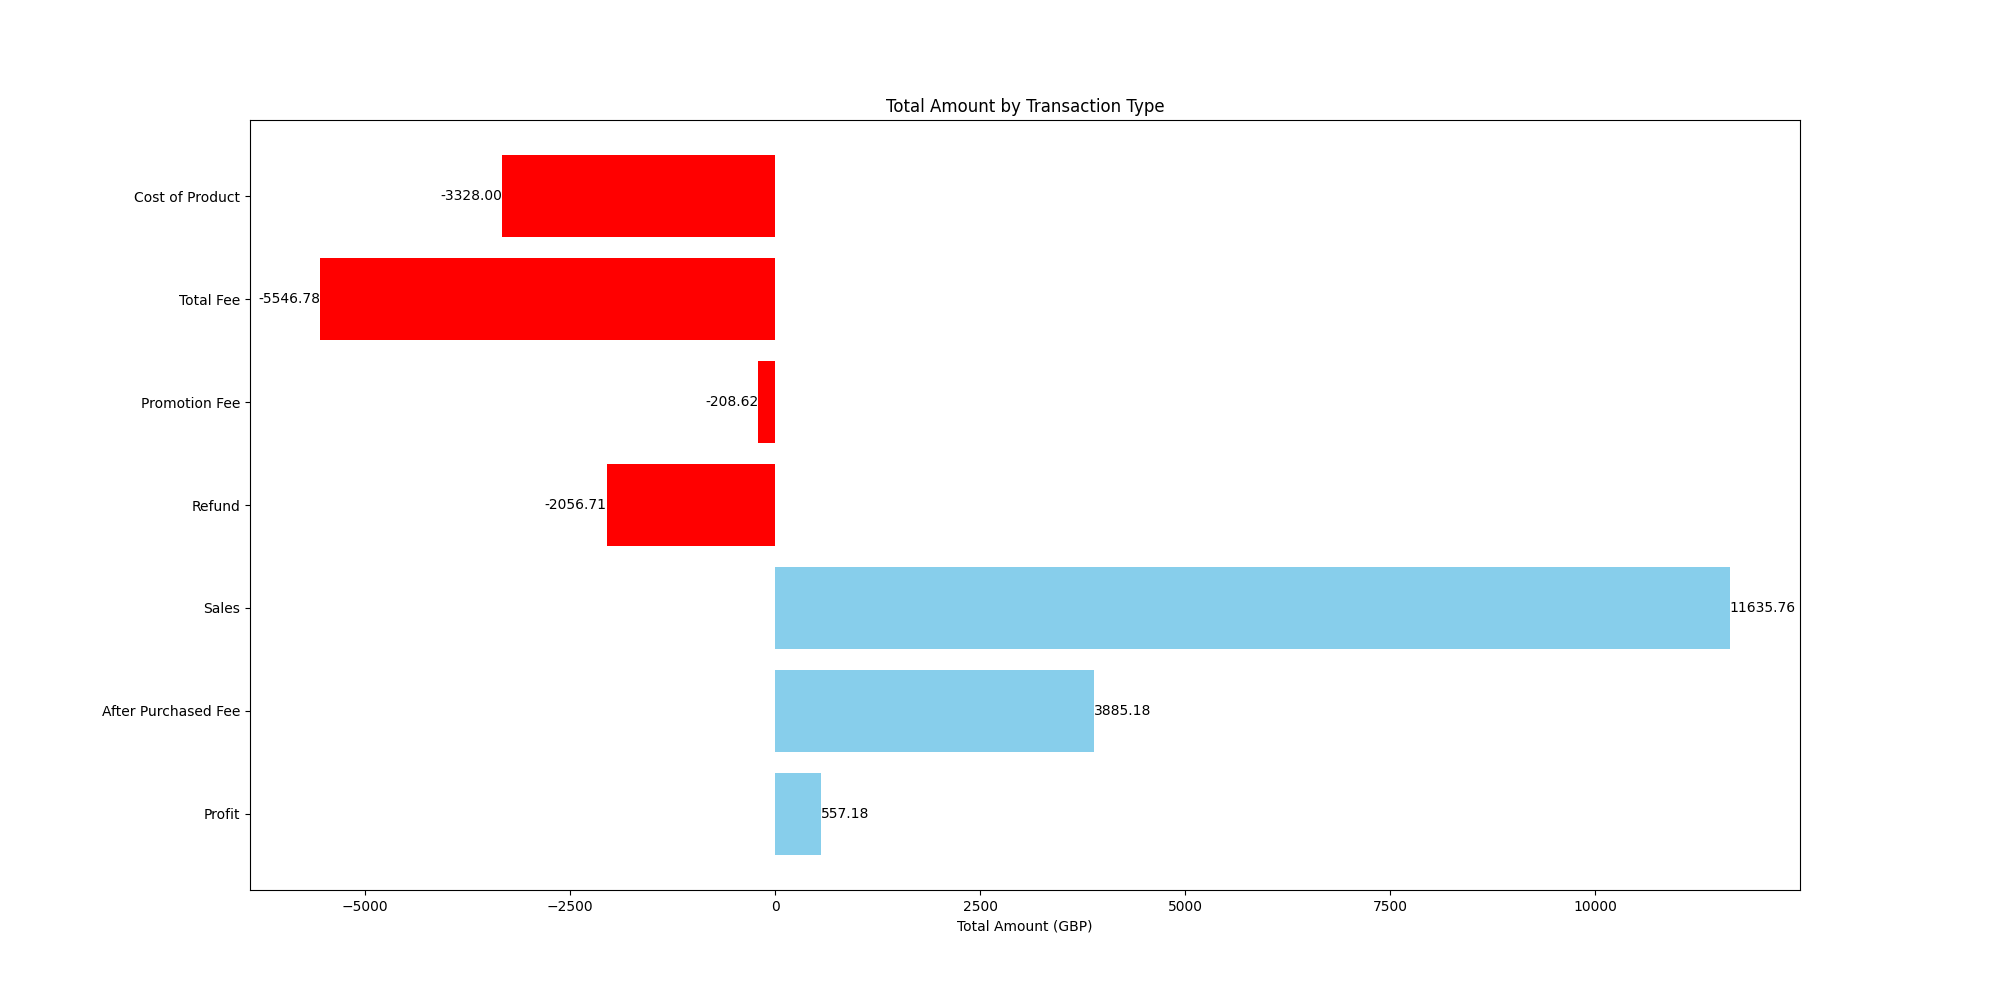 Total Amount by Transaction Type
Cost of Product
-3328.00
Total Fee
-5546.78
Promotion Fee
-208.62
Refund
-2056.71
Sales
11635.76
After Purchased Fee
3885.18
Profit
557.18
−5000
−2500
0
2500
5000
7500
10000
Total Amount (GBP)